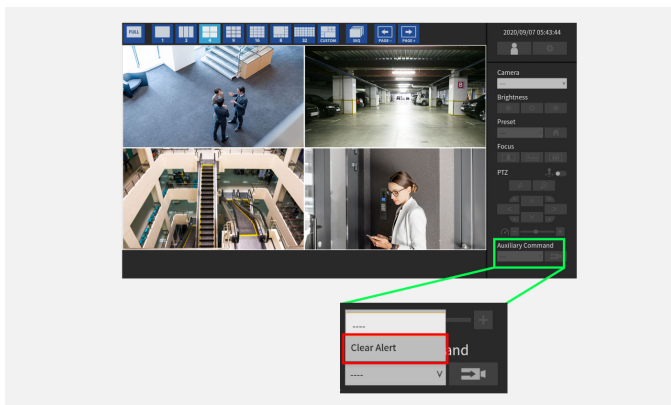 FULL
1
3
4
9
16
8
32
CUSTOM
SEQ
PAGE -
PAGE +
2020/09/07 05:43:44
Camera
----
Brightness
Preset
----
Focus
PTZ
Auxiliary Command
----
B
----
Clear Alert
and
----